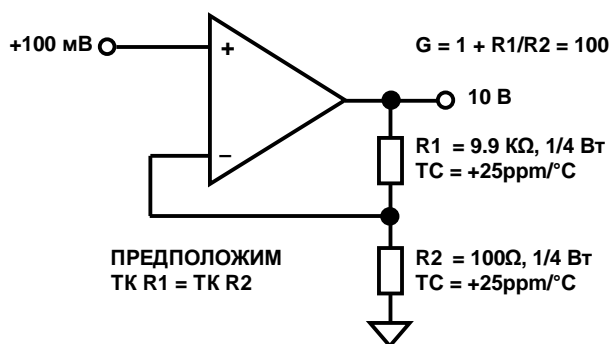 +100 мВ
+
–
G = 1 + R1/R2 = 100
10 В
R1 = 9.9 КΩ, 1/4 Вт
TC = +25ppm/°C
ПРЕДПОЛОЖИМ
ТК R1 = ТК R2
R2 = 100Ω, 1/4 Вт
TC = +25ppm/°C